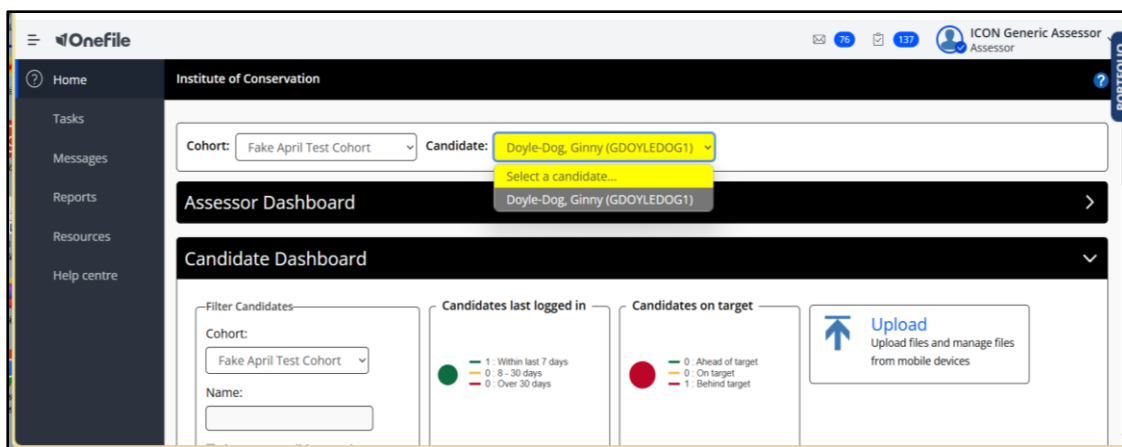 Onefile
76
137
ICON Generic Assessor
Assessor
PORTFOLIO
Home
Tasks
Messages
Reports
Resources
Help centre
Institute of Conservation
?
Cohort: Fake April Test Cohort Candidate: Doyle-Dog, Ginny (GDOYLEDOG1)
Select a candidate...
Doyle-Dog, Ginny (GDOYLEDOG1)
Assessor Dashboard
Candidate Dashboard
Filter Candidates
Cohort:
Fake April Test Cohort
Name:
Candidates last logged in
1 : Within last 7 days
0 : 8 - 30 days
0 : Over 30 days
Candidates on target
0 : Ahead of target
0 : On target
1 : Behind target
Upload
Upload files and manage files
from mobile devices